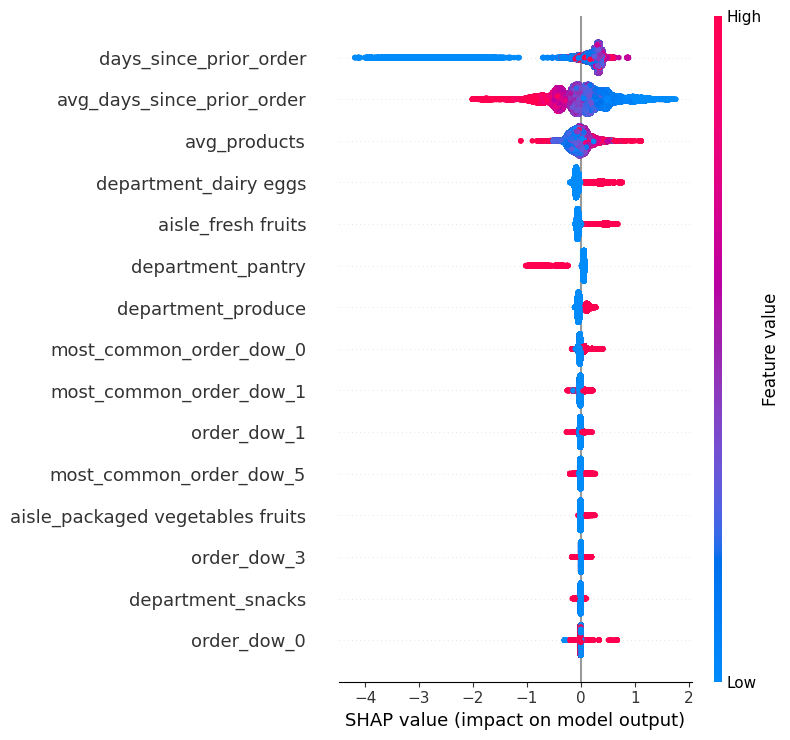 High
days_since_prior_order
avg_days_since_prior_order
avg_products
department_dairy eggs
aisle_fresh fruits
department_pantry
department_produce
most_common_order_dow_0
most_common_order_dow_1
order_dow_1
most_common_order_dow_5
aisle_packaged vegetables fruits
order_dow_3
department_snacks
order_dow_0
Feature value
Low
−4 −3 −2 −1 0 1 2
SHAP value (impact on model output)